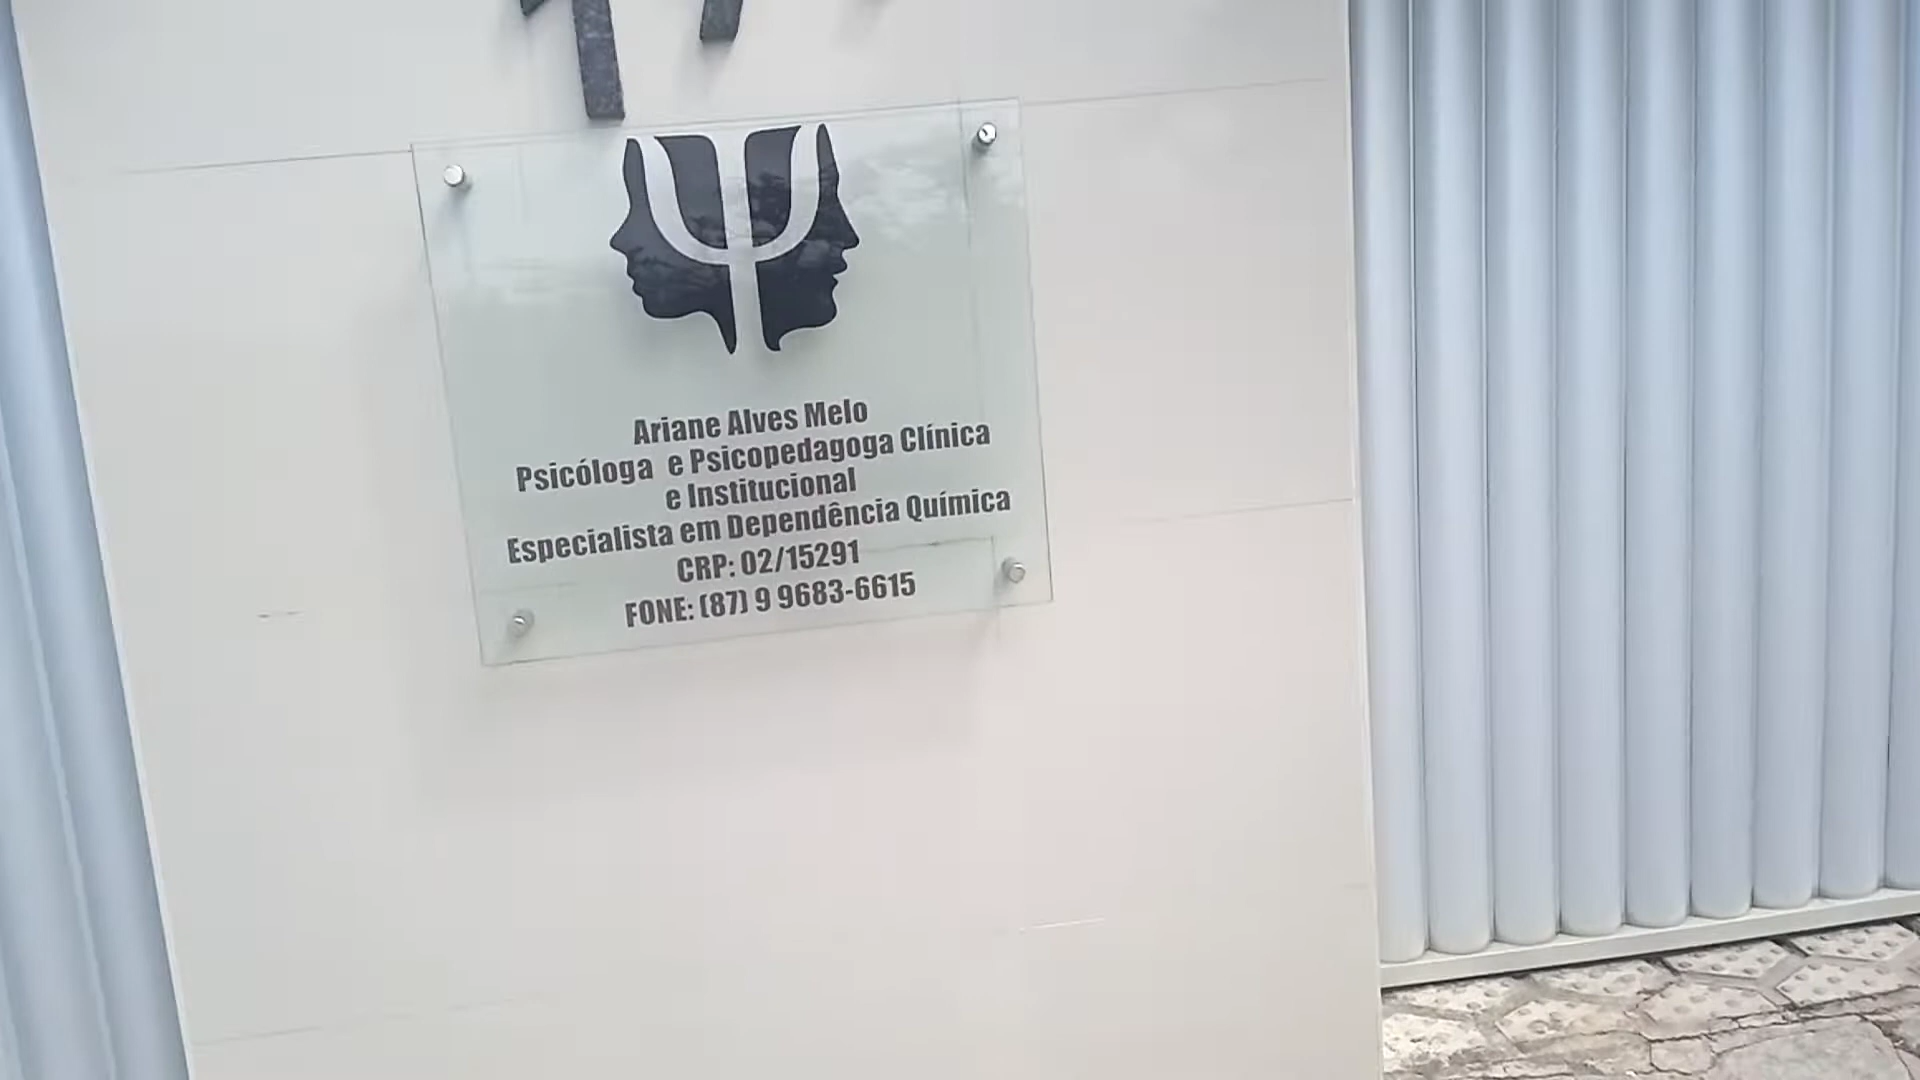 Ariane Alves Melo
Psicóloga e Psicopedagoga Clínica
e Institucional
Especialista em Dependência Química
CRP: 02/15291
FONE: (87) 9 9683-6615